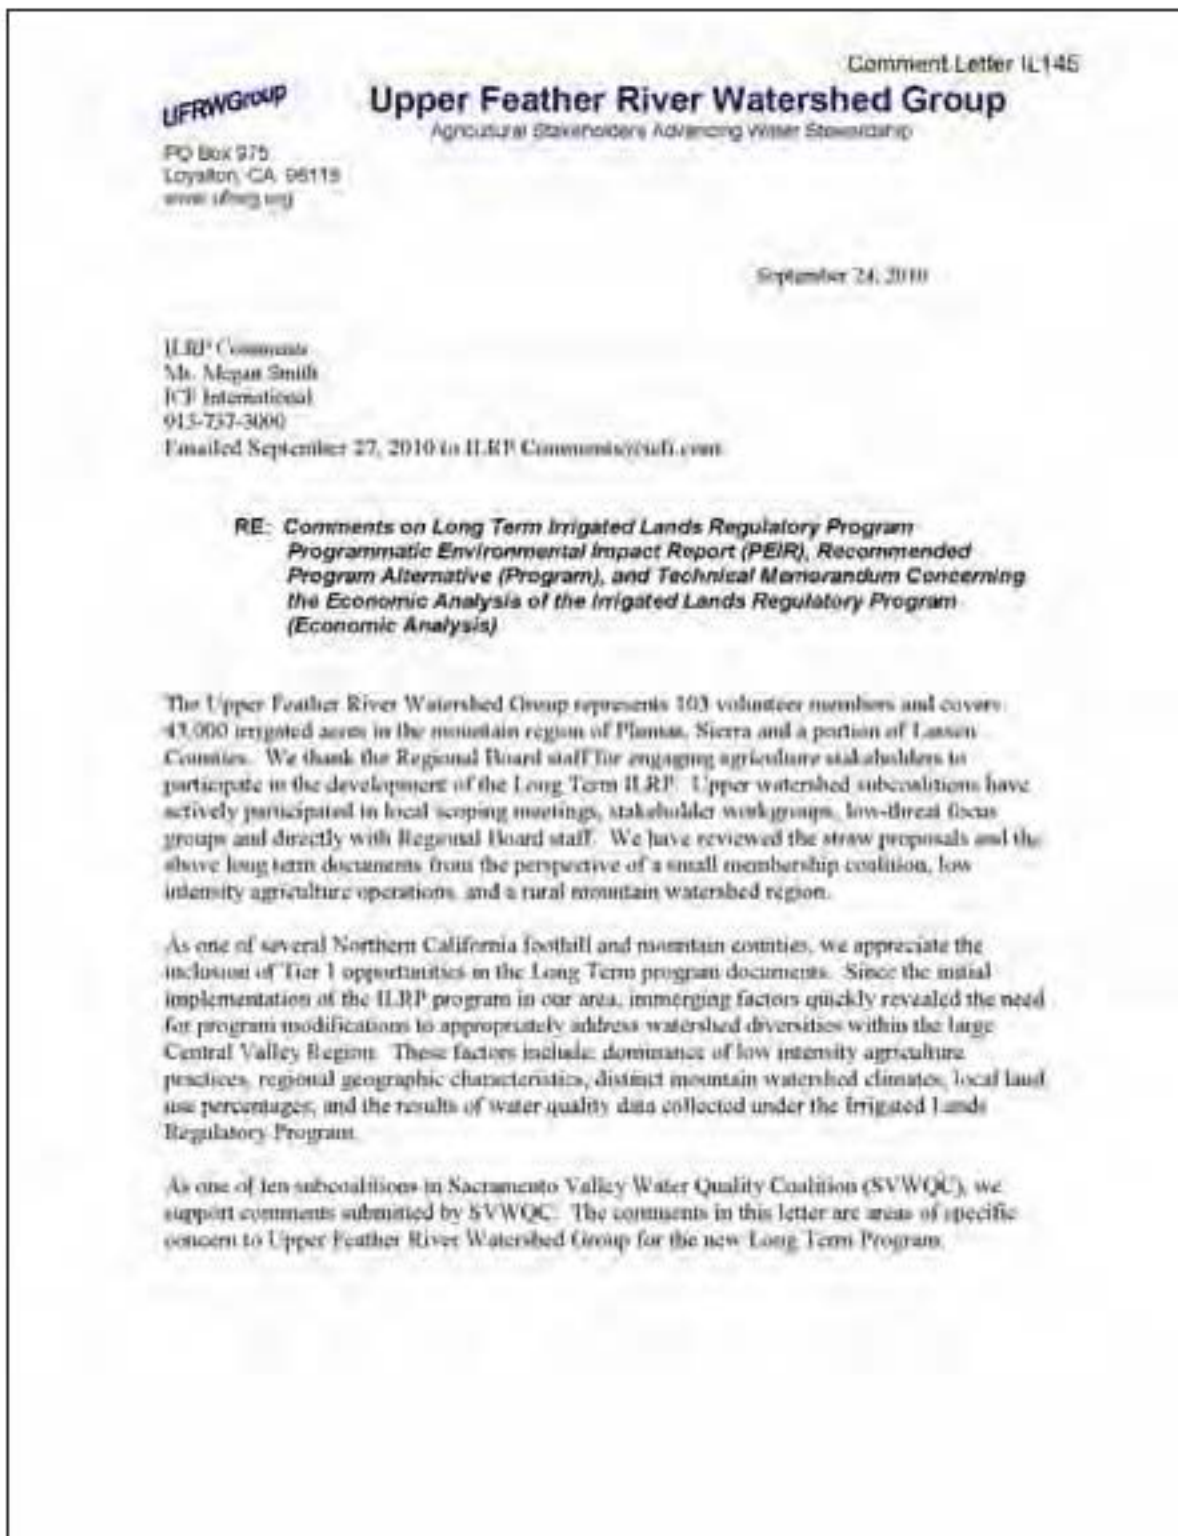 Comment Letter IL145
UFRWGroup
Upper Feather River Watershed Group
Agricultural Stakeholders Advancing Water Stewardship
PO Box 975
Loyalton, CA 96118
www.ufrwg.org
September 24, 2010
ILRP Comments
Ms. Megan Smith
ICF International
-737-3000
Emailed September 27, 2010 to ILRP Comments@icfi.com
RE: Comments on Long Term Irrigated Lands Regulatory Program
Programmatic Environmental Impact Report (PEIR), Recommended
Program Alternative (Program), and Technical Memorandum Concerning
the Economic Analysis of the Irrigated Lands Regulatory Program
(Economic Analysis)
The Upper Feather River Watershed Group represents 103 volunteer members and covers
43,000 irrigated acres in the mountain region of Plumas, Sierra and a portion of Lassen
Counties. We thank the Regional Board staff for engaging agriculture stakeholders to
participate in the development of the Long Term ILRP. Upper watershed subcoalitions have
actively participated in local scoping meetings, stakeholder workgroups, low-threat focus
groups and directly with Regional Board staff. We have reviewed the straw proposals and the
above long term documents from the perspective of a small membership coalition, low
intensity agriculture operations, and a rural mountain watershed region.
As one of several Northern California foothill and mountain counties, we appreciate the
inclusion of Tier 1 opportunities in the Long Term program documents. Since the initial
implementation of the ILRP program in our area, immerging factors quickly revealed the need
for program modifications to appropriately address watershed diversities within the large
Central Valley Region. These factors include: dominance of low intensity agriculture
practices, regional geographic characteristics, distinct mountain watershed climates, local land
use percentages, and the results of water quality data collected under the Irrigated Lands
Regulatory Program.
As one of ten subcoalitions in Sacramento Valley Water Quality Coalition (SVWQC), we
support comments submitted by SVWQC. The comments in this letter are areas of specific
concern to Upper Feather River Watershed Group for the new Long Term Program.